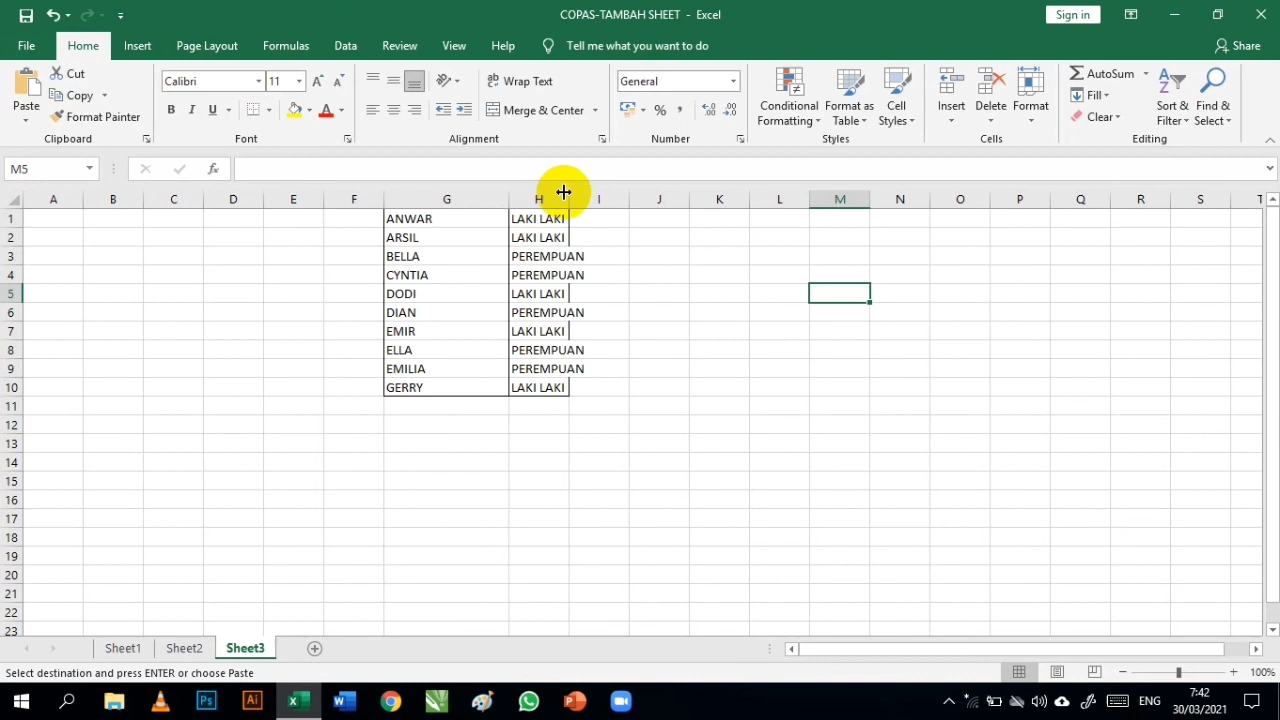 COPAS-TAMBAH SHEET - Excel
Sign in
File Home Insert Page Layout Formulas Data Review View Help Tell me what you want to do Share
Paste
Cut
Copy
Format Painter
Clipboard
Calibri 11
B I U
Font
Wrap Text
Merge & Center
Alignment
General
Number
Conditional Formatting
Format as Table
Cell Styles
Styles
Insert
Delete
Format
Cells
AutoSum
Fill
Clear
Sort & Filter
Find & Select
Editing
M5
fx
A B C D E F G H I J K L M N O P Q R S T
1 ANWAR LAKI LAKI
2 ARSIL LAKI LAKI
3 BELLA PEREMPUAN
4 CYNTIA PEREMPUAN
5 DODI LAKI LAKI
6 DIAN PEREMPUAN
7 EMIR LAKI LAKI
8 ELLA PEREMPUAN
9 EMILIA PEREMPUAN
10 GERRY LAKI LAKI
11
12
13
14
15
16
17
18
19
20
21
22
23
Sheet1 Sheet2 Sheet3
Select destination and press ENTER or choose Paste
100%
ENG
7:42
30/03/2021